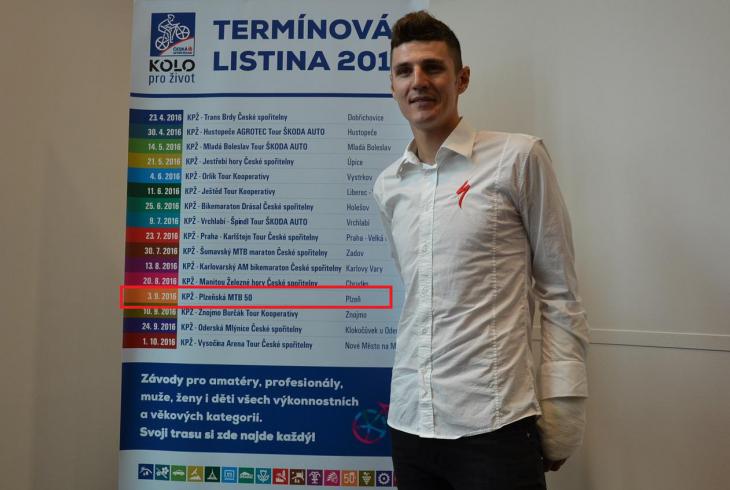 ČESKÁ
KOLO
pro život
TERMÍNOVÁ
LISTINA 201
23. 4. 2016 KPŽ - Trans Brdy České spořitelny Dobřichovice
30. 4. 2016 KPŽ - Hustopeče AGROTEC Tour ŠKODA AUTO Hustopeče
14. 5. 2016 KPŽ - Mladá Boleslav Tour ŠKODA AUTO Mladá Boleslav
21. 5. 2016 KPŽ - Jestřebí hory České spořitelny Úpice
4. 6. 2016 KPŽ - Orlík Tour Kooperativy Vystrkov
11. 6. 2016 KPŽ - Ještěd Tour Kooperativy Liberec -
25. 6. 2016 KPŽ - Bikemaraton Drásal České spořitelny Holešov
9. 7. 2016 KPŽ - Vrchlabí - Špindl Tour ŠKODA AUTO Vrchlabí
23. 7. 2016 KPŽ - Praha - Karlštejn Tour České spořitelny Praha - Velká
30. 7. 2016 KPŽ - Šumavský MTB maraton České spořitelny Zadov
13. 8. 2016 KPŽ - Karlovarský AM bikemaraton České spořitelny Karlovy Vary
20. 8. 2016 KPŽ - Manitou Železné hory České spořitelny Chrudim
3. 9. 2016 KPŽ - Plzeňská MTB 50 Plzeň
10. 9. 2016 KPŽ - Znojmo Burčák Tour Kooperativy Znojmo
24. 9. 2016 KPŽ - Oderská Mlýnice České spořitelny Klokočůvek u Oder
1. 10. 2016 KPŽ - Vysočina Arena Tour České spořitelny Nové Město na M
Závody pro amatéry, profesionály,
muže, ženy i děti všech výkonnostních
a věkových kategorií.
Svoji trasu si zde najde každý!
50